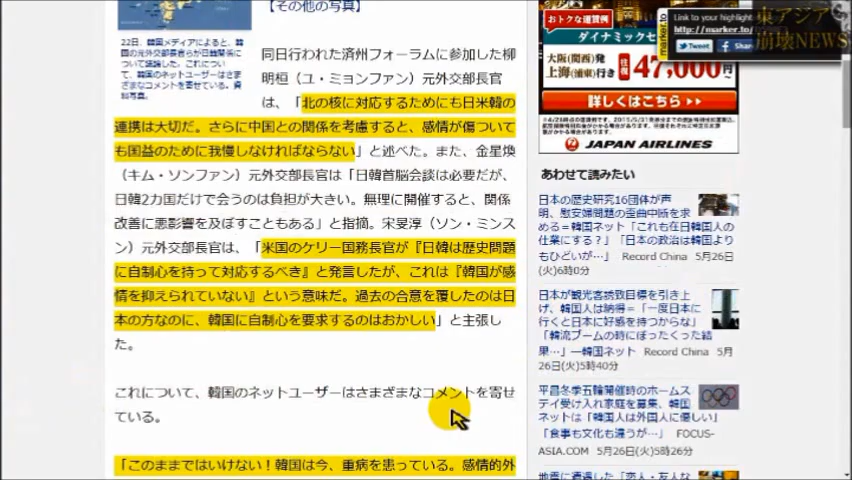 【その他の写真】
22日、韓国メディアによると、韓
国の元外交部長官らが日韓関係に
ついて議論した。これについ
て、韓国のネットユーザーはさま
ざまなコメントを寄せている。資
料写真。
同日行われた済州フォーラムに参加した柳
明桓（ユ・ミョンファン）元外交部長官
は、「北の核に対応するためにも日米韓の
連携は大切だ。さらに中国との関係を考慮すると、感情が傷ついて
も国益のために我慢しなければならない」と述べた。また、金星煥
（キム・ソンファン）元外交部長官は「日韓首脳会談は必要だが、
日韓2カ国だけで会うのは負担が大きい。無理に開催すると、関係
改善に悪影響を及ぼすこともある」と指摘。宋旻淳（ソン・ミンス
ン）元外交部長官は、「米国のケリー国務長官が『日韓は歴史問題
に自制心を持って対応するべき』と発言したが、これは『韓国が感
情を抑えられていない』という意味だ。過去の合意を覆したのは日
本の方なのに、韓国に自制心を要求するのはおかしい」と主張し
た。
これについて、韓国のネットユーザーはさまざまなコメントを寄せ
ている。
「このままではいけない！韓国は今、重病を患っている。感情的外
おトクな運賃例
ダイナミックセ
大阪(関西)発
上海(浦東)行き
往復
47,000円～
詳しくはこちら
JAPAN AIRLINES
marker.to
Link to your highlight
http://marker.to/
Tweet
Shar
東アジア
崩壊NEWS
あわせて読みたい
日本の歴史研究16団体が声
明、慰安婦問題の歪曲中断を求
める＝韓国ネット「これも在日韓国人の
仕業にする？」「日本の政治は韓国より
もひどいが…」 Record China 5月26日
(火)6時0分
日本が観光客誘致目標を引き上
げ、韓国人は納得＝「一度日本に
行くと日本に好感を持つからな」
「韓流ブームの時にぼったくった結
果…」―韓国ネット Record China 5月
26日(火)5時40分
平昌冬季五輪開催時のホームス
テイ受け入れ家庭を募集、韓国
ネットは「韓国人は外国人に優しい」
「食事も文化も違うが…」 FOCUS-
ASIA.COM 5月26日(火)5時26分
地震に遭遇した「恋人・友人な